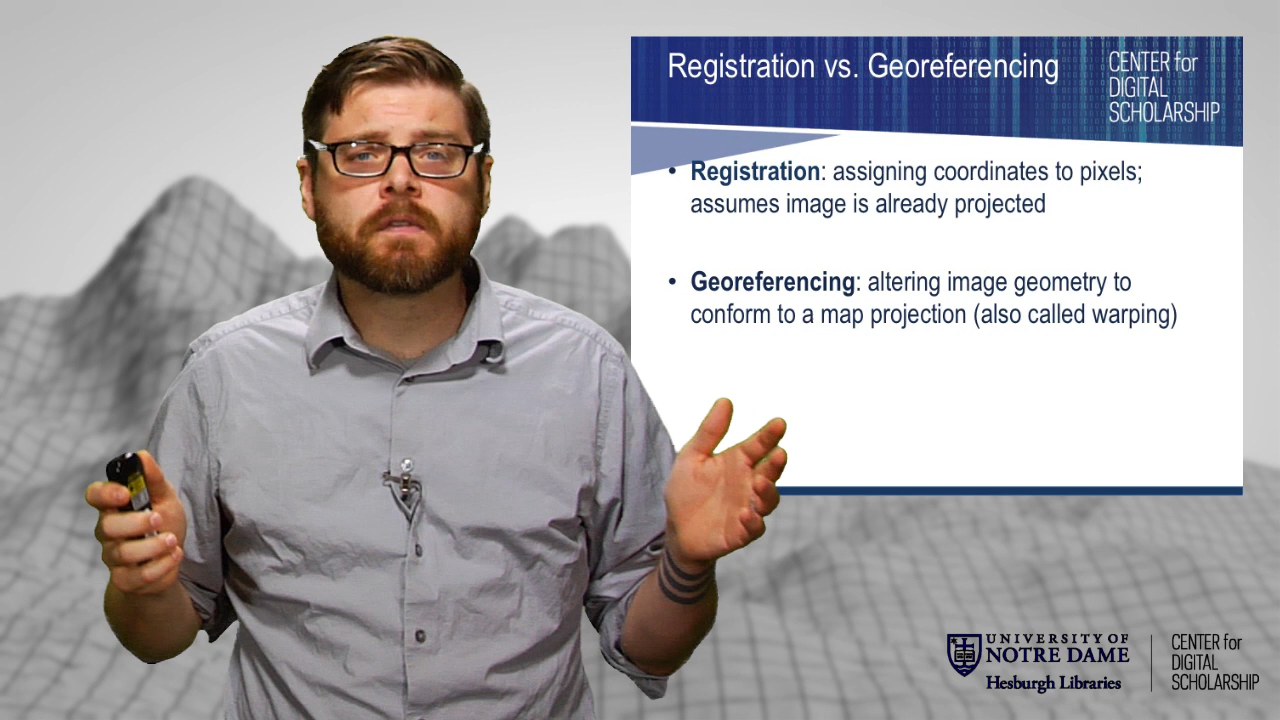 Registration vs. Georeferencing
CENTER for
DIGITAL
SCHOLARSHIP
• Registration: assigning coordinates to pixels;
assumes image is already projected
• Georeferencing: altering image geometry to
conform to a map projection (also called warping)
UNIVERSITY OF
NOTRE DAME
Hesburgh Libraries
CENTER for
DIGITAL
SCHOLARSHIP